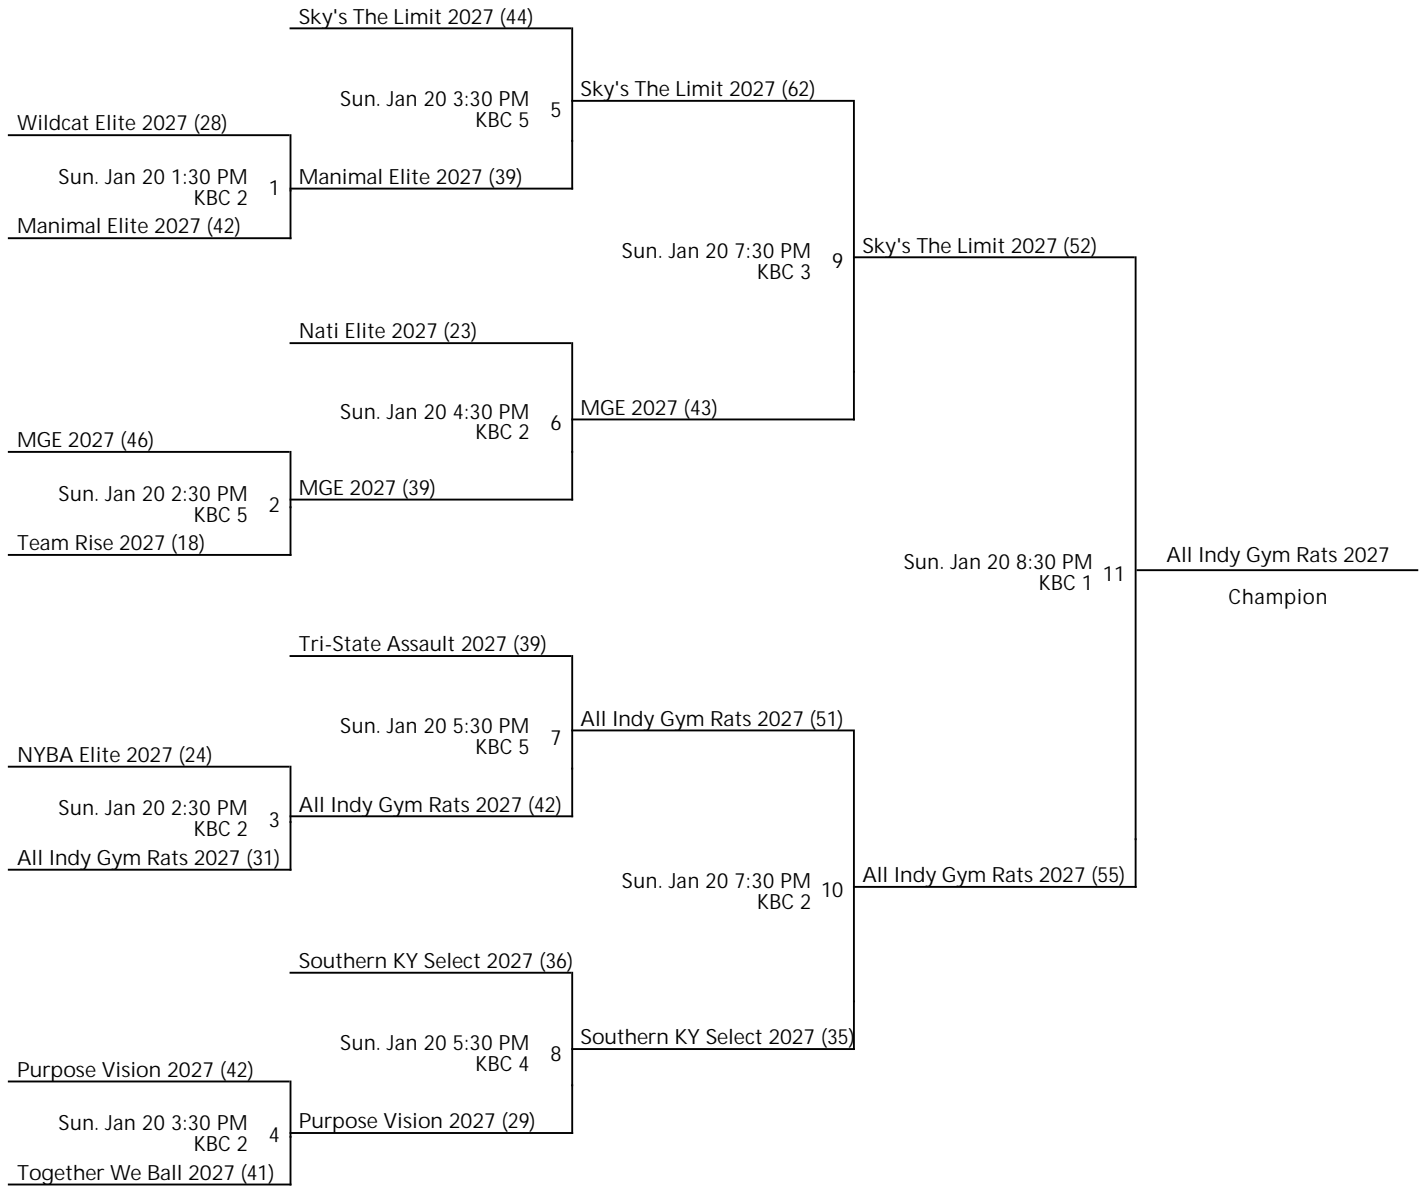 Sky's The Limit 2027 (44)
Sun. Jan 20 3:30 PM
KBC 5
5
Sky's The Limit 2027 (62)
Wildcat Elite 2027 (28)
Sun. Jan 20 1:30 PM
KBC 2
1
Manimal Elite 2027 (39)
Manimal Elite 2027 (42)
Sun. Jan 20 7:30 PM
KBC 3
9
Sky's The Limit 2027 (52)
Nati Elite 2027 (23)
Sun. Jan 20 4:30 PM
KBC 2
6
MGE 2027 (43)
MGE 2027 (46)
Sun. Jan 20 2:30 PM
KBC 5
2
MGE 2027 (39)
Team Rise 2027 (18)
Sun. Jan 20 8:30 PM
KBC 1
11
All Indy Gym Rats 2027
Champion
Tri-State Assault 2027 (39)
Sun. Jan 20 5:30 PM
KBC 5
7
All Indy Gym Rats 2027 (51)
NYBA Elite 2027 (24)
Sun. Jan 20 2:30 PM
KBC 2
3
All Indy Gym Rats 2027 (42)
All Indy Gym Rats 2027 (31)
Sun. Jan 20 7:30 PM
KBC 2
10
All Indy Gym Rats 2027 (55)
Southern KY Select 2027 (36)
Sun. Jan 20 5:30 PM
KBC 4
8
Southern KY Select 2027 (35)
Purpose Vision 2027 (42)
Sun. Jan 20 3:30 PM
KBC 2
4
Purpose Vision 2027 (29)
Together We Ball 2027 (41)